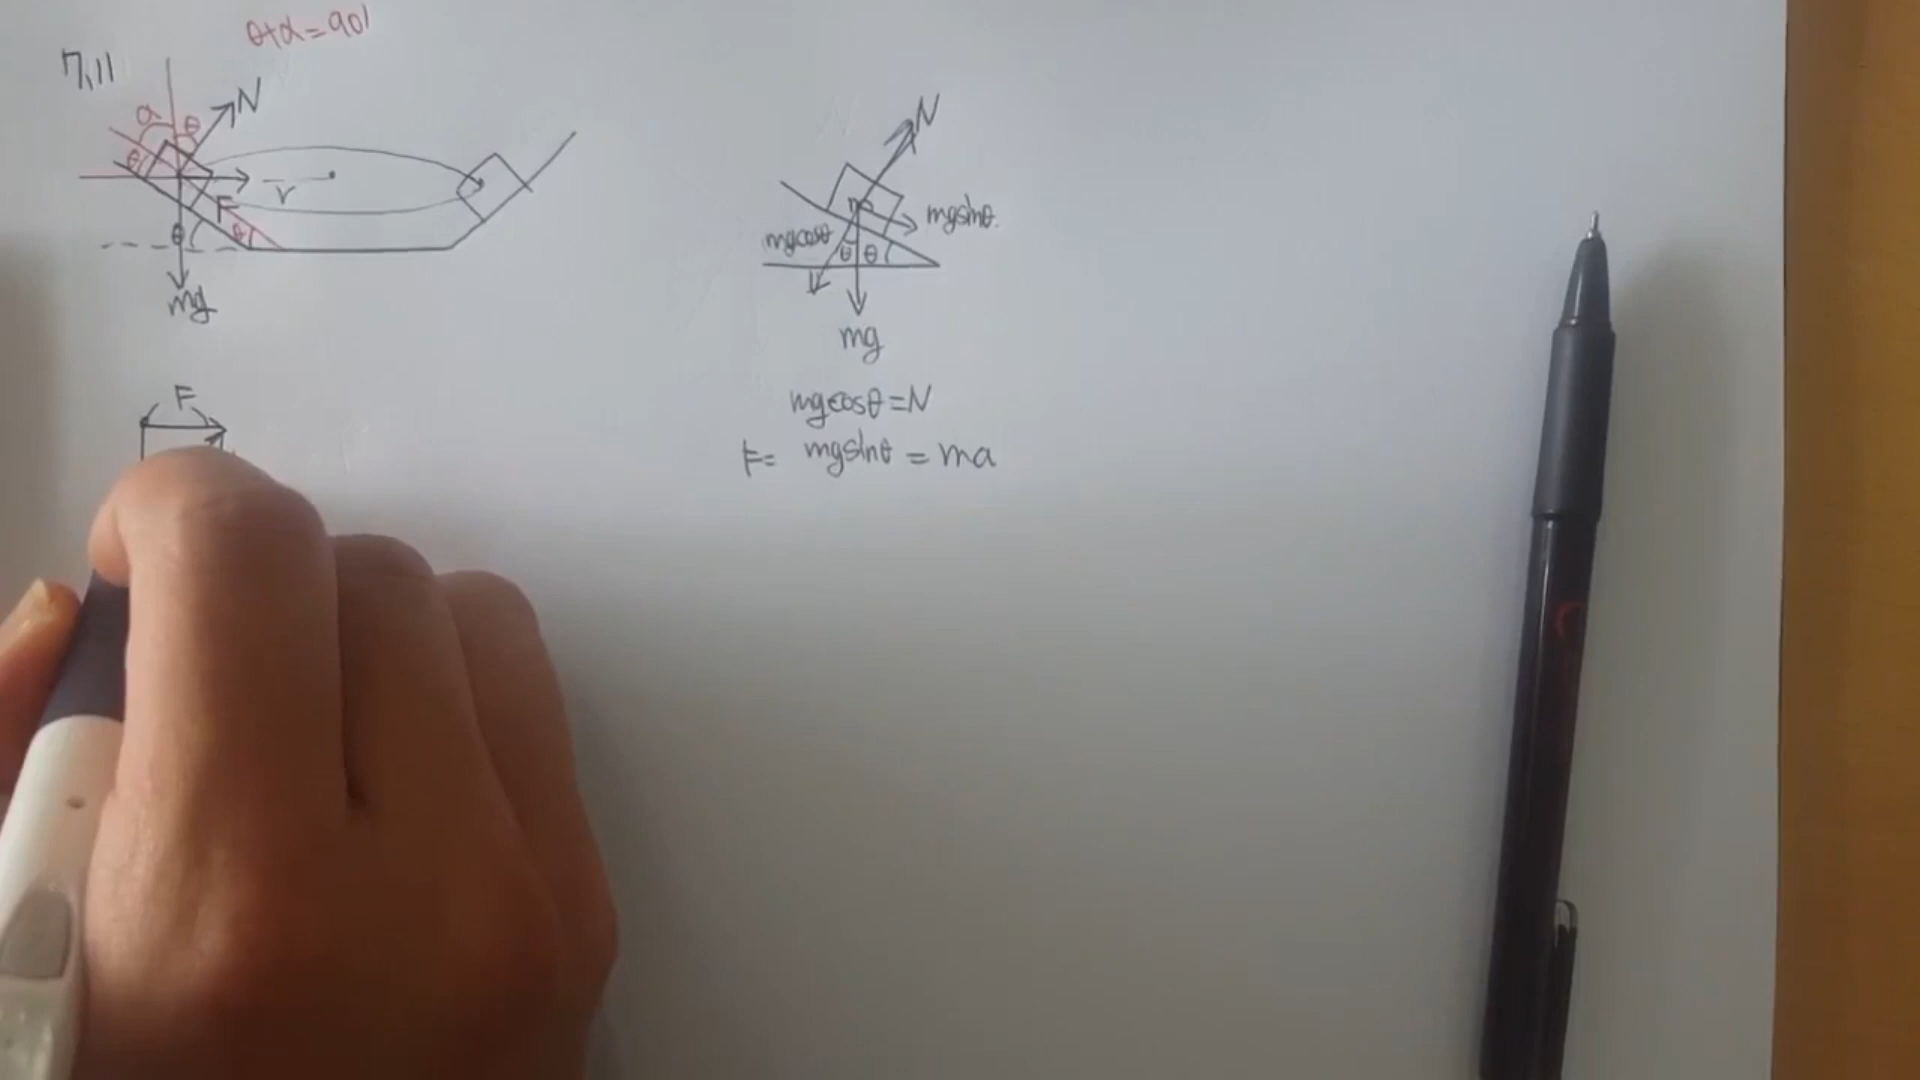 θ+α=90°
7,11
N
α
θ
θ
r
F
θ
θ
mg
F
N
mgsinθ.
mgcosθ
θ
θ
mg
mgcosθ=N
F= mgsinθ = ma